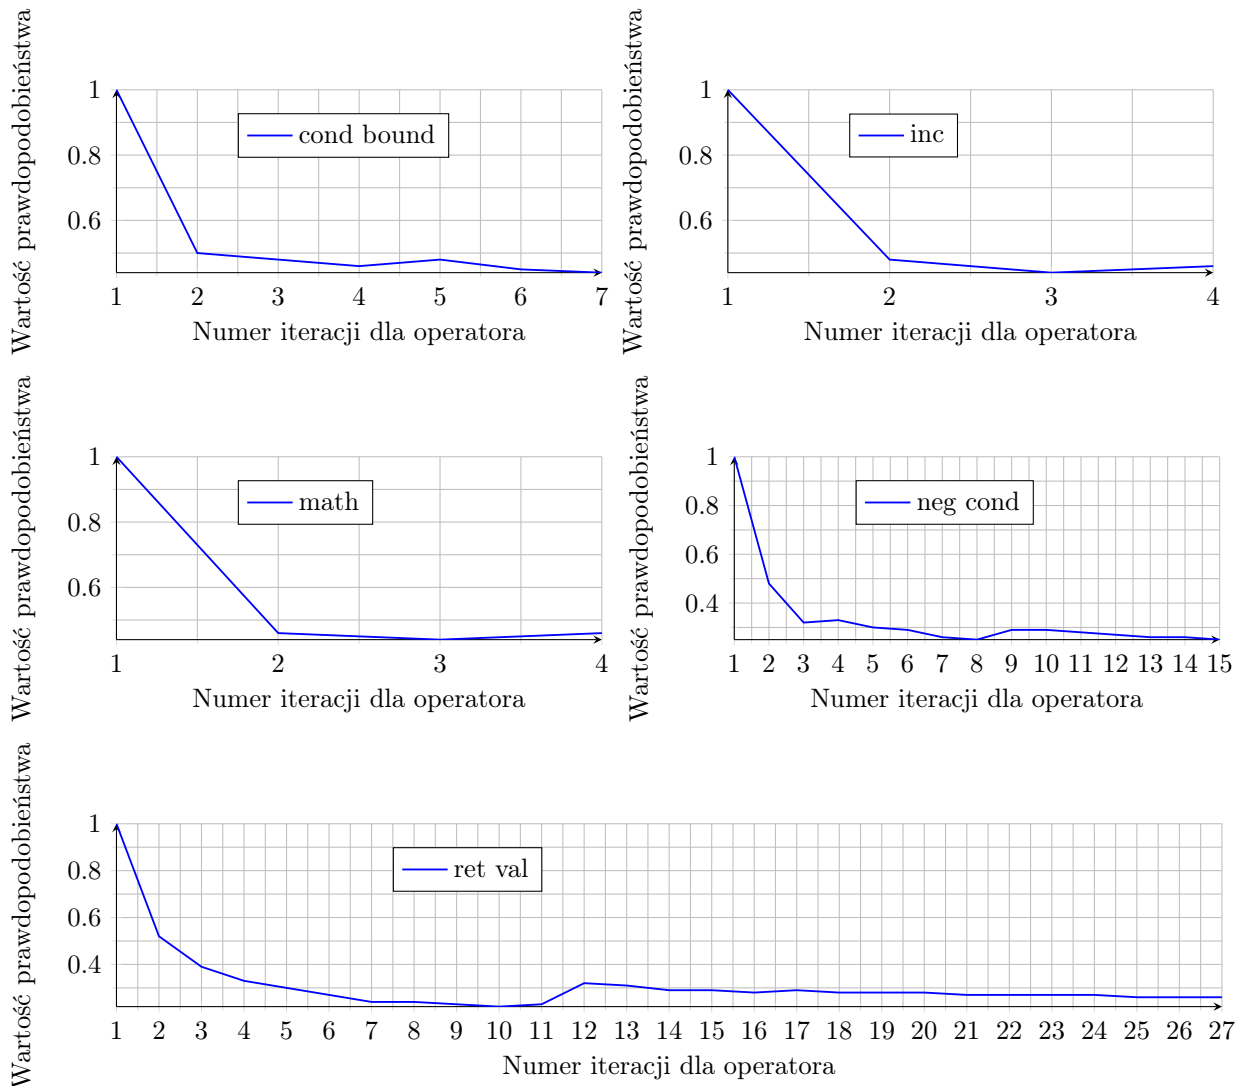 Wartość prawdopodobieństwa
1
0.8
0.6
cond bound
1 2 3 4 5 6 7
Numer iteracji dla operatora
Wartość prawdopodobieństwa
1
0.8
0.6
inc
1 2 3 4
Numer iteracji dla operatora
Wartość prawdopodobieństwa
1
0.8
0.6
math
1 2 3 4
Numer iteracji dla operatora
Wartość prawdopodobieństwa
1
0.8
0.6
0.4
neg cond
1 2 3 4 5 6 7 8 9 10 11 12 13 14 15
Numer iteracji dla operatora
Wartość prawdopodobieństwa
1
0.8
0.6
0.4
ret val
1 2 3 4 5 6 7 8 9 10 11 12 13 14 15 16 17 18 19 20 21 22 23 24 25 26 27
Numer iteracji dla operatora